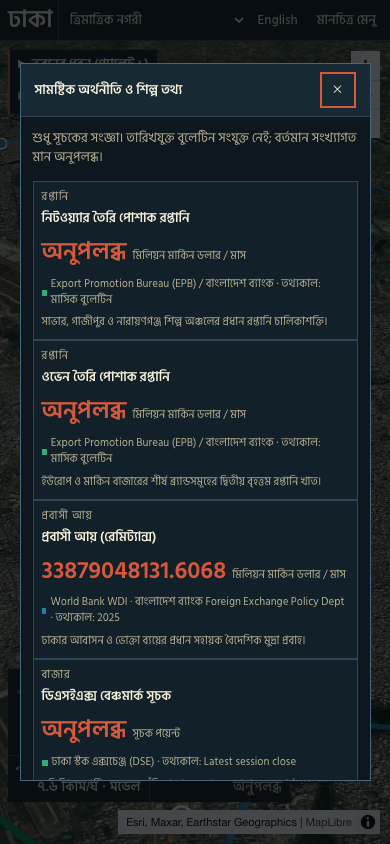 ঢাকা ত্রিমাত্রিক নগরী English মানচিত্র মেনু
সামষ্টিক অর্থনীতি ও শিল্প তথ্য ×
শুধু সূচকের সংজ্ঞা। তারিখযুক্ত বুলেটিন সংযুক্ত নেই; বর্তমান সংখ্যাগত
মান অনুপলব্ধ।
রপ্তানি
নিটওয়্যার তৈরি পোশাক রপ্তানি
অনুপলব্ধ মিলিয়ন মার্কিন ডলার / মাস
Export Promotion Bureau (EPB) / বাংলাদেশ ব্যাংক · তথ্যকাল:
মাসিক বুলেটিন
সাভার, গাজীপুর ও নারায়ণগঞ্জ শিল্প অঞ্চলের প্রধান রপ্তানি চালিকাশক্তি।
রপ্তানি
ওভেন তৈরি পোশাক রপ্তানি
অনুপলব্ধ মিলিয়ন মার্কিন ডলার / মাস
Export Promotion Bureau (EPB) / বাংলাদেশ ব্যাংক · তথ্যকাল:
মাসিক বুলেটিন
ইউরোপ ও মার্কিন বাজারের শীর্ষ ব্র্যান্ডসমূহের দ্বিতীয় বৃহত্তম রপ্তানি খাত।
প্রবাসী আয়
প্রবাসী আয় (রেমিট্যান্স)
33879048131.6068 মিলিয়ন মার্কিন ডলার / মাস
World Bank WDI · বাংলাদেশ ব্যাংক Foreign Exchange Policy Dept
· তথ্যকাল: 2025
ঢাকার আবাসন ও ভোক্তা ব্যয়ের প্রধান সহায়ক বৈদেশিক মুদ্রা প্রবাহ।
বাজার
ডিএসইএক্স বেঞ্চমার্ক সূচক
অনুপলব্ধ সূচক পয়েন্ট
ঢাকা স্টক এক্সচেঞ্জ (DSE) · তথ্যকাল: Latest session close
৭.৬ কিমি/ঘ · মডেল অনুপলব্ধ
Esri, Maxar, Earthstar Geographics | MapLibre